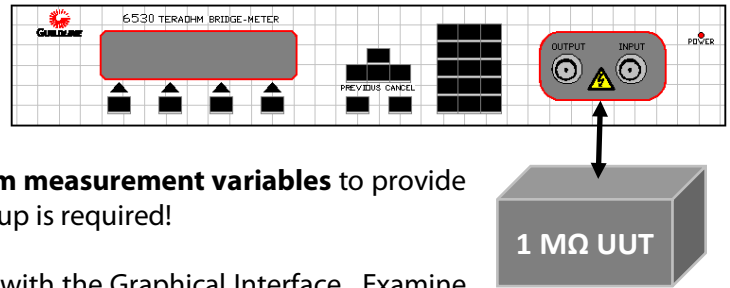 GUILDLINE
6530 TERAOHM BRIDGE-METER
OUTPUT INPUT
POWER
PREVIOUS CANCEL
m measurement variables to provide
up is required!
1 MΩ UUT
with the Graphical Interface. Examine